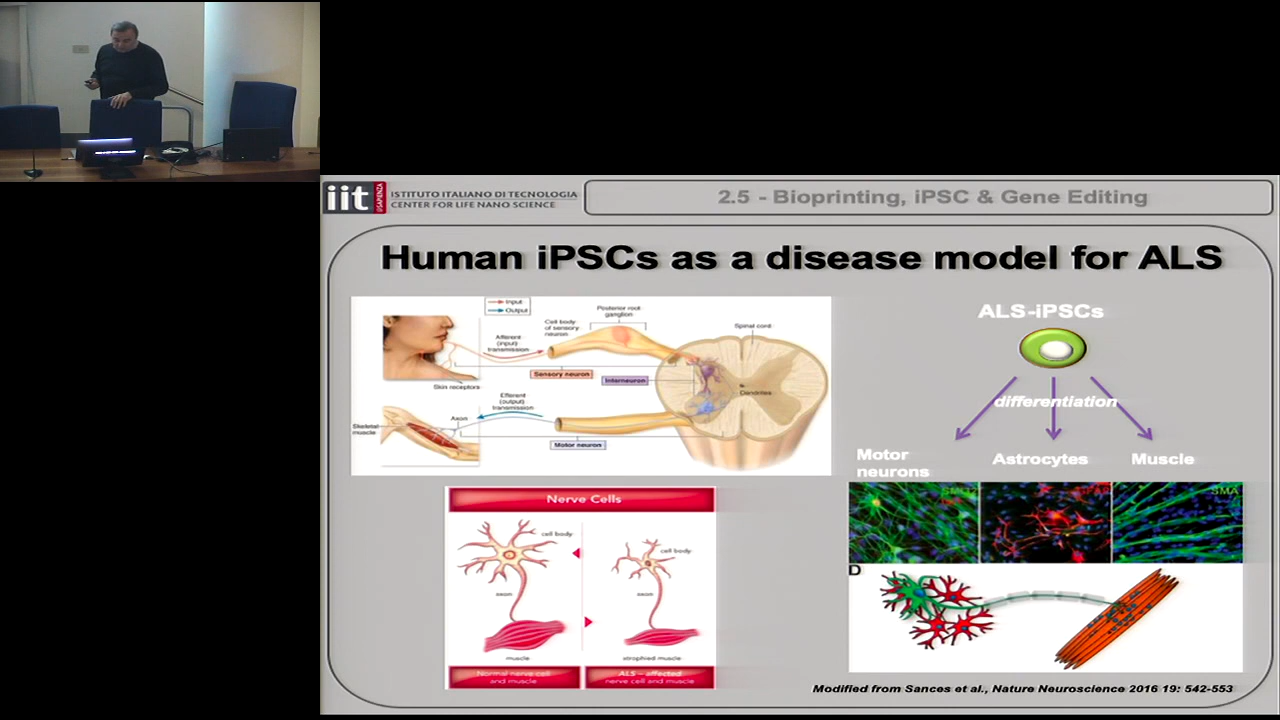 iit
SAPIENZA
ISTITUTO ITALIANO DI TECNOLOGIA
CENTER FOR LIFE NANO SCIENCE
2.5 - Bioprinting, iPSC & Gene Editing
Human iPSCs as a disease model for ALS
Input
Output
Posterior root
ganglion
Cell body
of sensory
neuron
Spinal cord
Afferent
(input)
transmission
Sensory neuron
Interneuron
Dendrites
Skin receptors
Efferent
(output)
transmission
Axon
Skeletal
muscle
Motor neuron
ALS-iPSCs
differentiation
Motor
neurons
Astrocytes
Muscle
SMA
D
Nerve Cells
cell body
cell body
axon
axon
muscle
atrophied muscle
Normal nerve cell
and muscle
ALS – affected
nerve cell and muscle
Modified from Sances et al., Nature Neuroscience 2016 19: 542-553